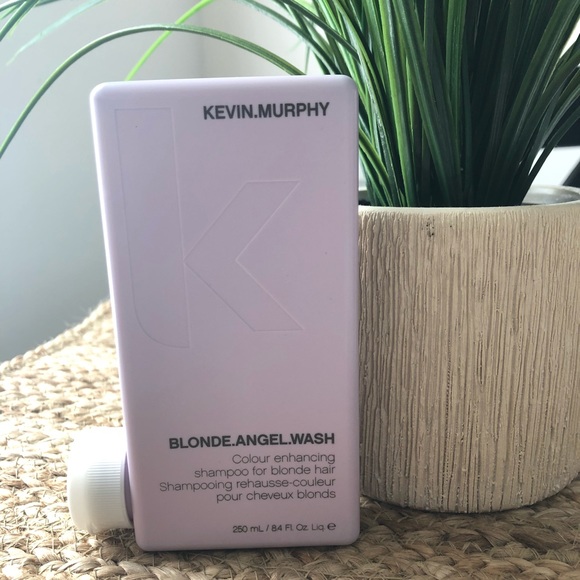 KEVIN.MURPHY
BLONDE.ANGEL.WASH
Colour enhancing
shampoo for blonde hair
Shampooing rehausse-couleur
pour cheveux blonds
250 mL / 8.4 Fl. Oz. Liq. ℮